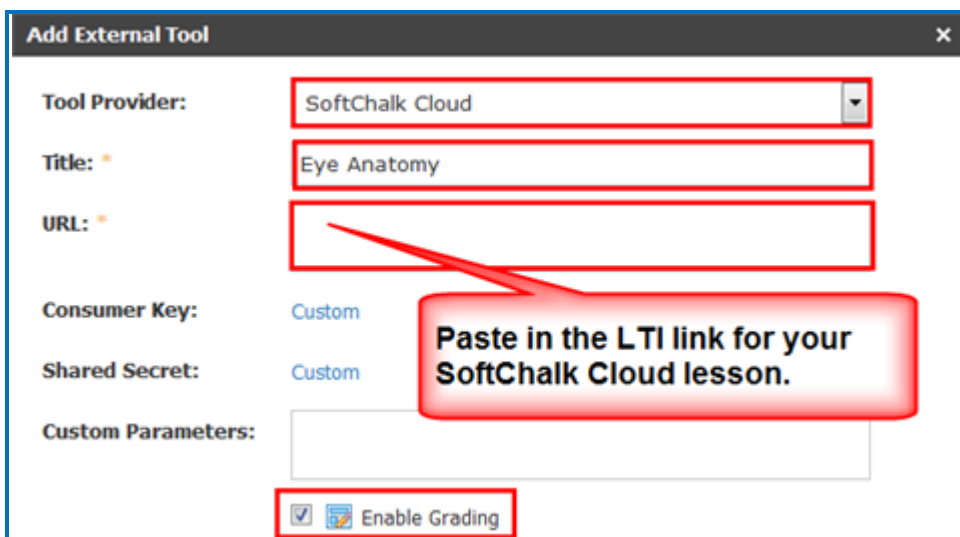 Add External Tool ×
Tool Provider: SoftChalk Cloud
Title: * Eye Anatomy
URL: *
Consumer Key: Custom
Paste in the LTI link for your
SoftChalk Cloud lesson.
Shared Secret: Custom
Custom Parameters:
Enable Grading